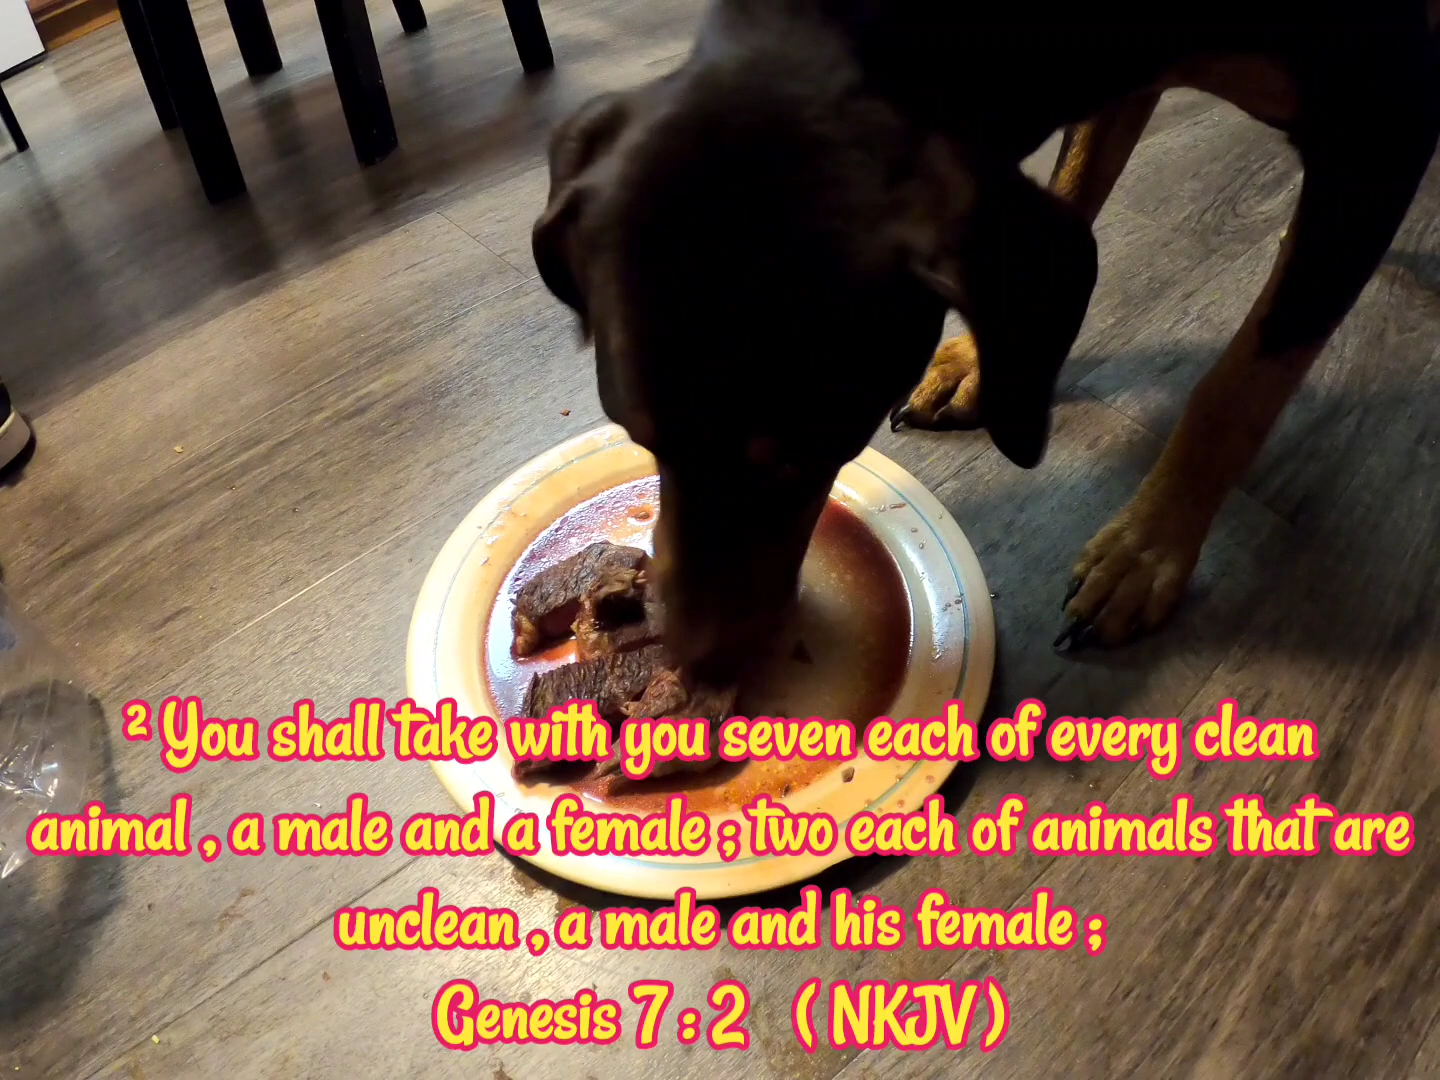 ² You shall take with you seven each of every clean
animal , a male and a female ; two each of animals that are
unclean , a male and his female ;
Genesis 7 : 2 ( NKJV )